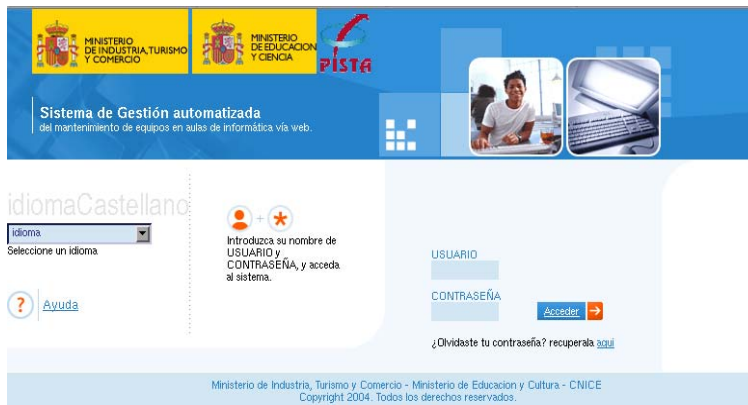 MINISTERIO
DE INDUSTRIA, TURISMO
Y COMERCIO
MINISTERIO
DE EDUCACION
Y CIENCIA
PISTA
Sistema de Gestión automatizada
del mantenimiento de equipos en aulas de informática vía web.
idiomaCastellano
idioma
Seleccione un idioma
? Ayuda
+
Introduzca su nombre de
USUARIO y
CONTRASEÑA, y acceda
al sistema.
USUARIO
CONTRASEÑA
Acceder
¿Olvidaste tu contraseña? recuperala aqui
Ministerio de Industria, Turismo y Comercio - Ministerio de Educacion y Cultura - CNICE
Copyright 2004. Todos los derechos reservados.